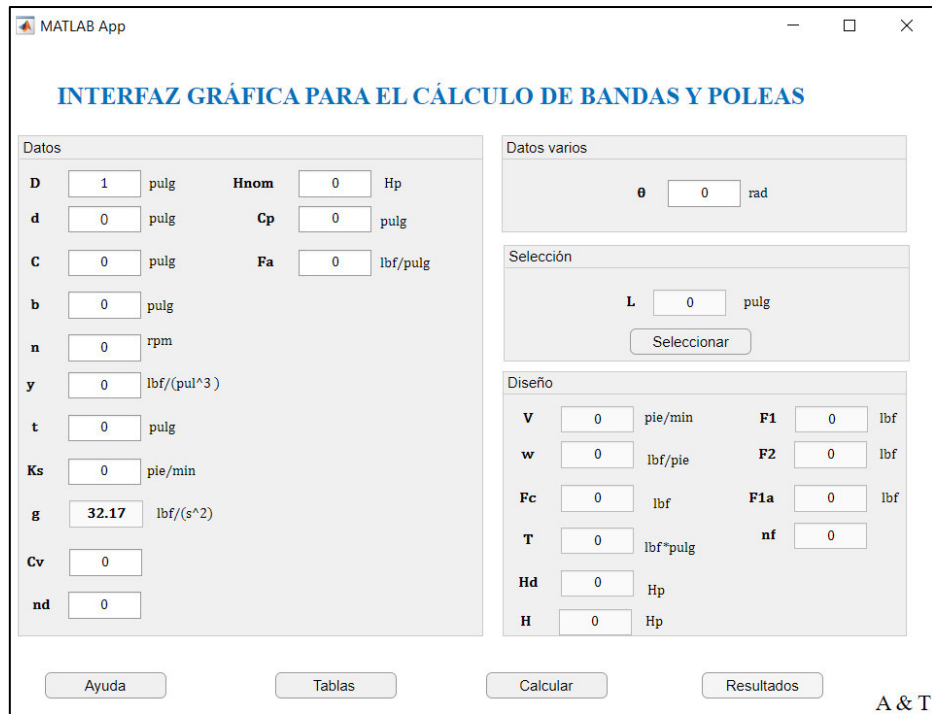 MATLAB App
INTERFAZ GRÁFICA PARA EL CÁLCULO DE BANDAS Y POLEAS
Datos
D 1 pulg Hnom 0 Hp
d 0 pulg Cp 0 pulg
C 0 pulg Fa 0 lbf/pulg
b 0 pulg
n 0 rpm
y 0 lbf/(pul^3 )
t 0 pulg
Ks 0 pie/min
g 32.17 lbf/(s^2)
Cv 0
nd 0
Datos varios
θ 0 rad
Selección
L 0 pulg
Seleccionar
Diseño
V 0 pie/min F1 0 lbf
w 0 lbf/pie F2 0 lbf
Fc 0 lbf F1a 0 lbf
T 0 lbf*pulg nf 0
Hd 0 Hp
H 0 Hp
Ayuda Tablas Calcular Resultados
A & T